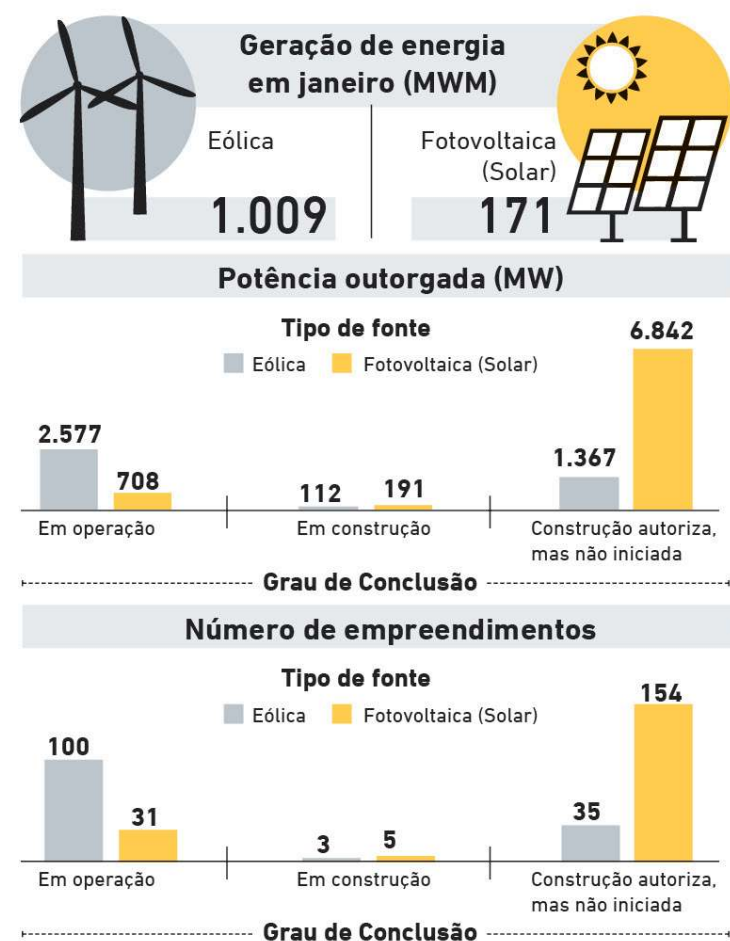 Geração de energia
em janeiro (MWM)
Eólica
1.009
Fotovoltaica
(Solar)
171
Potência outorgada (MW)
Tipo de fonte
Eólica Fotovoltaica (Solar)
2.577
708
112
191
1.367
6.842
Em operação
Em construção
Construção autoriza,
mas não iniciada
Grau de Conclusão
Número de empreendimentos
Tipo de fonte
Eólica Fotovoltaica (Solar)
100
31
3
5
35
154
Em operação
Em construção
Construção autoriza,
mas não iniciada
Grau de Conclusão